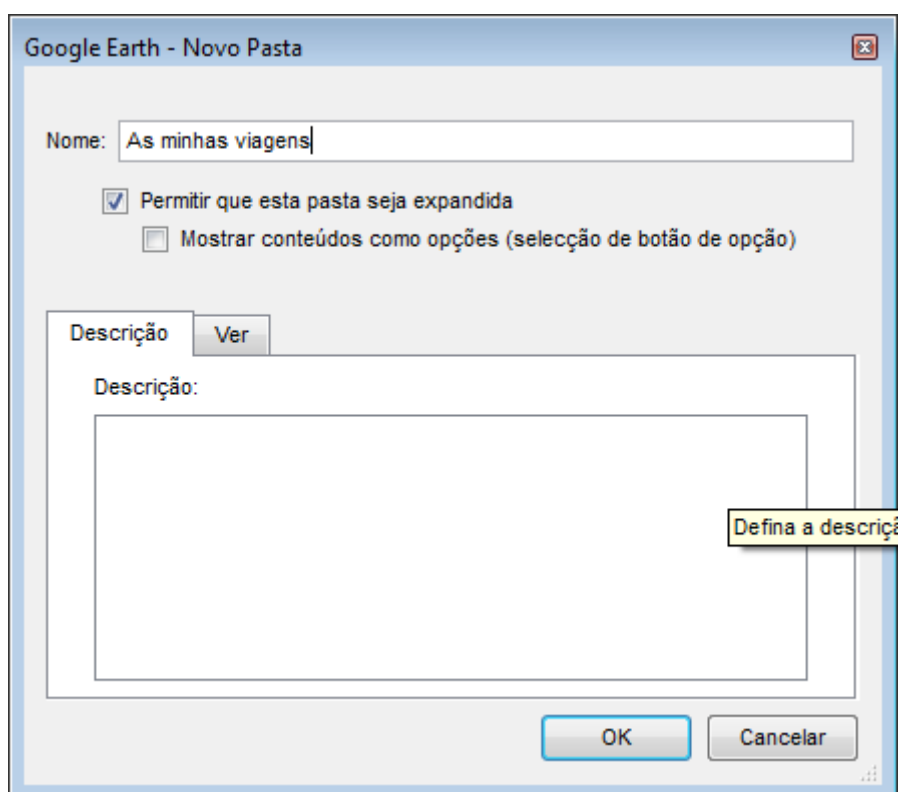 Google Earth - Novo Pasta
Nome: As minhas viagens
Permitir que esta pasta seja expandida
Mostrar conteúdos como opções (selecção de botão de opção)
Descrição Ver
Descrição:
Defina a
OK Cancelar